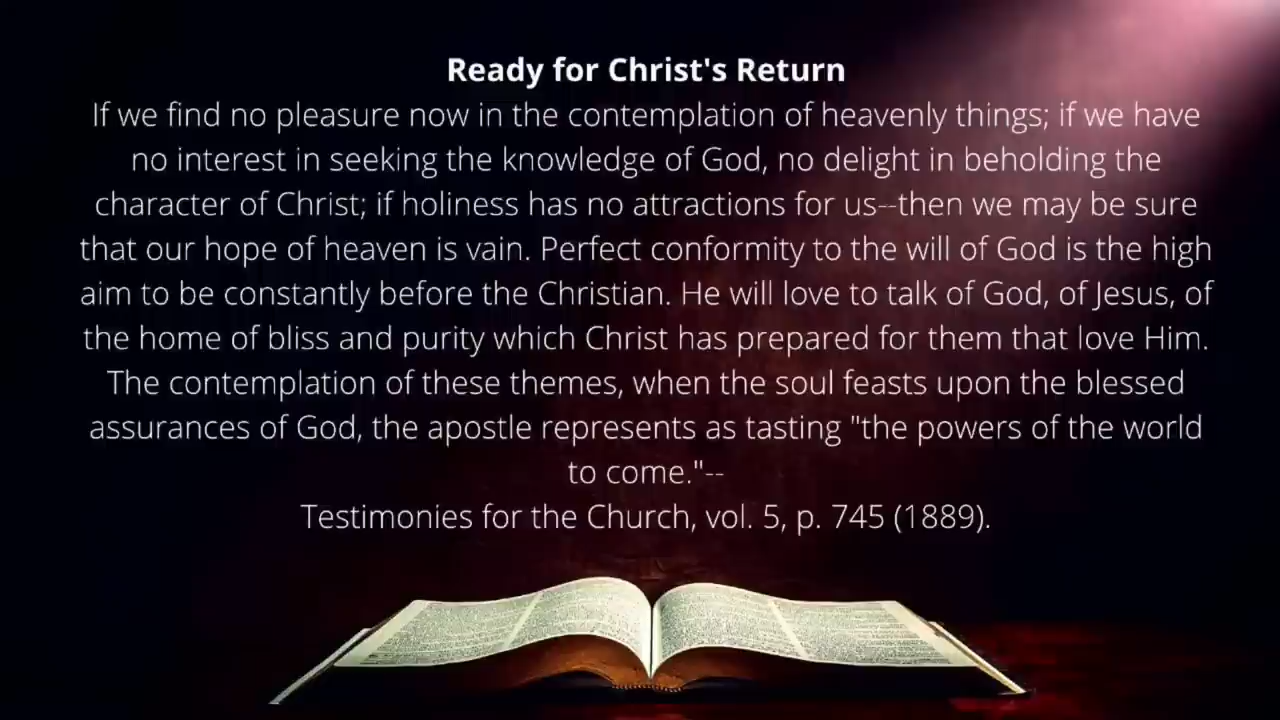 Ready for Christ's Return
If we find no pleasure now in the contemplation of heavenly things; if we have
no interest in seeking the knowledge of God, no delight in beholding the
character of Christ; if holiness has no attractions for us--then we may be sure
that our hope of heaven is vain. Perfect conformity to the will of God is the high
aim to be constantly before the Christian. He will love to talk of God, of Jesus, of
the home of bliss and purity which Christ has prepared for them that love Him.
The contemplation of these themes, when the soul feasts upon the blessed
assurances of God, the apostle represents as tasting "the powers of the world
to come."--
Testimonies for the Church, vol. 5, p. 745 (1889).